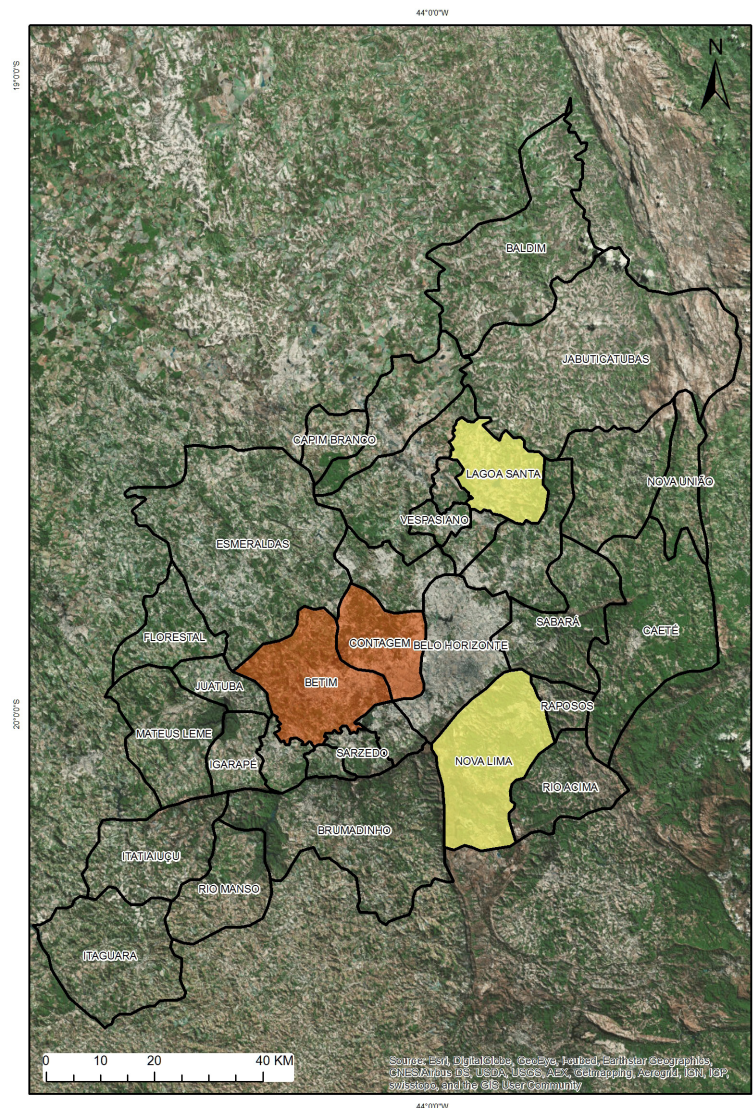 44°0'0"W
19°0'0"S
N
BALDIM
JABUTICATUBAS
CAPIM BRANCO
LAGOA SANTA
NOVA UNIÃO
VESPASIANO
ESMERALDAS
SABARÁ
CAETÉ
FLORESTAL
CONTAGEM
BELO HORIZONTE
JUATUBA
BETIM
RAPOSOS
20°0'0"S
MATEUS LEME
SARZEDO
IGARAPÉ
NOVA LIMA
RIO ACIMA
BRUMADINHO
ITATIAIUÇU
RIO MANSO
ITAGUARA
0 10 20 40 KM
Source: Esri, DigitalGlobe, GeoEye, i-cubed, Earthstar Geographics,
CNES/Airbus DS, USDA, USGS, AEX, Getmapping, Aerogrid, IGN, IGP,
swisstopo, and the GIS User Community
44°0'0"W